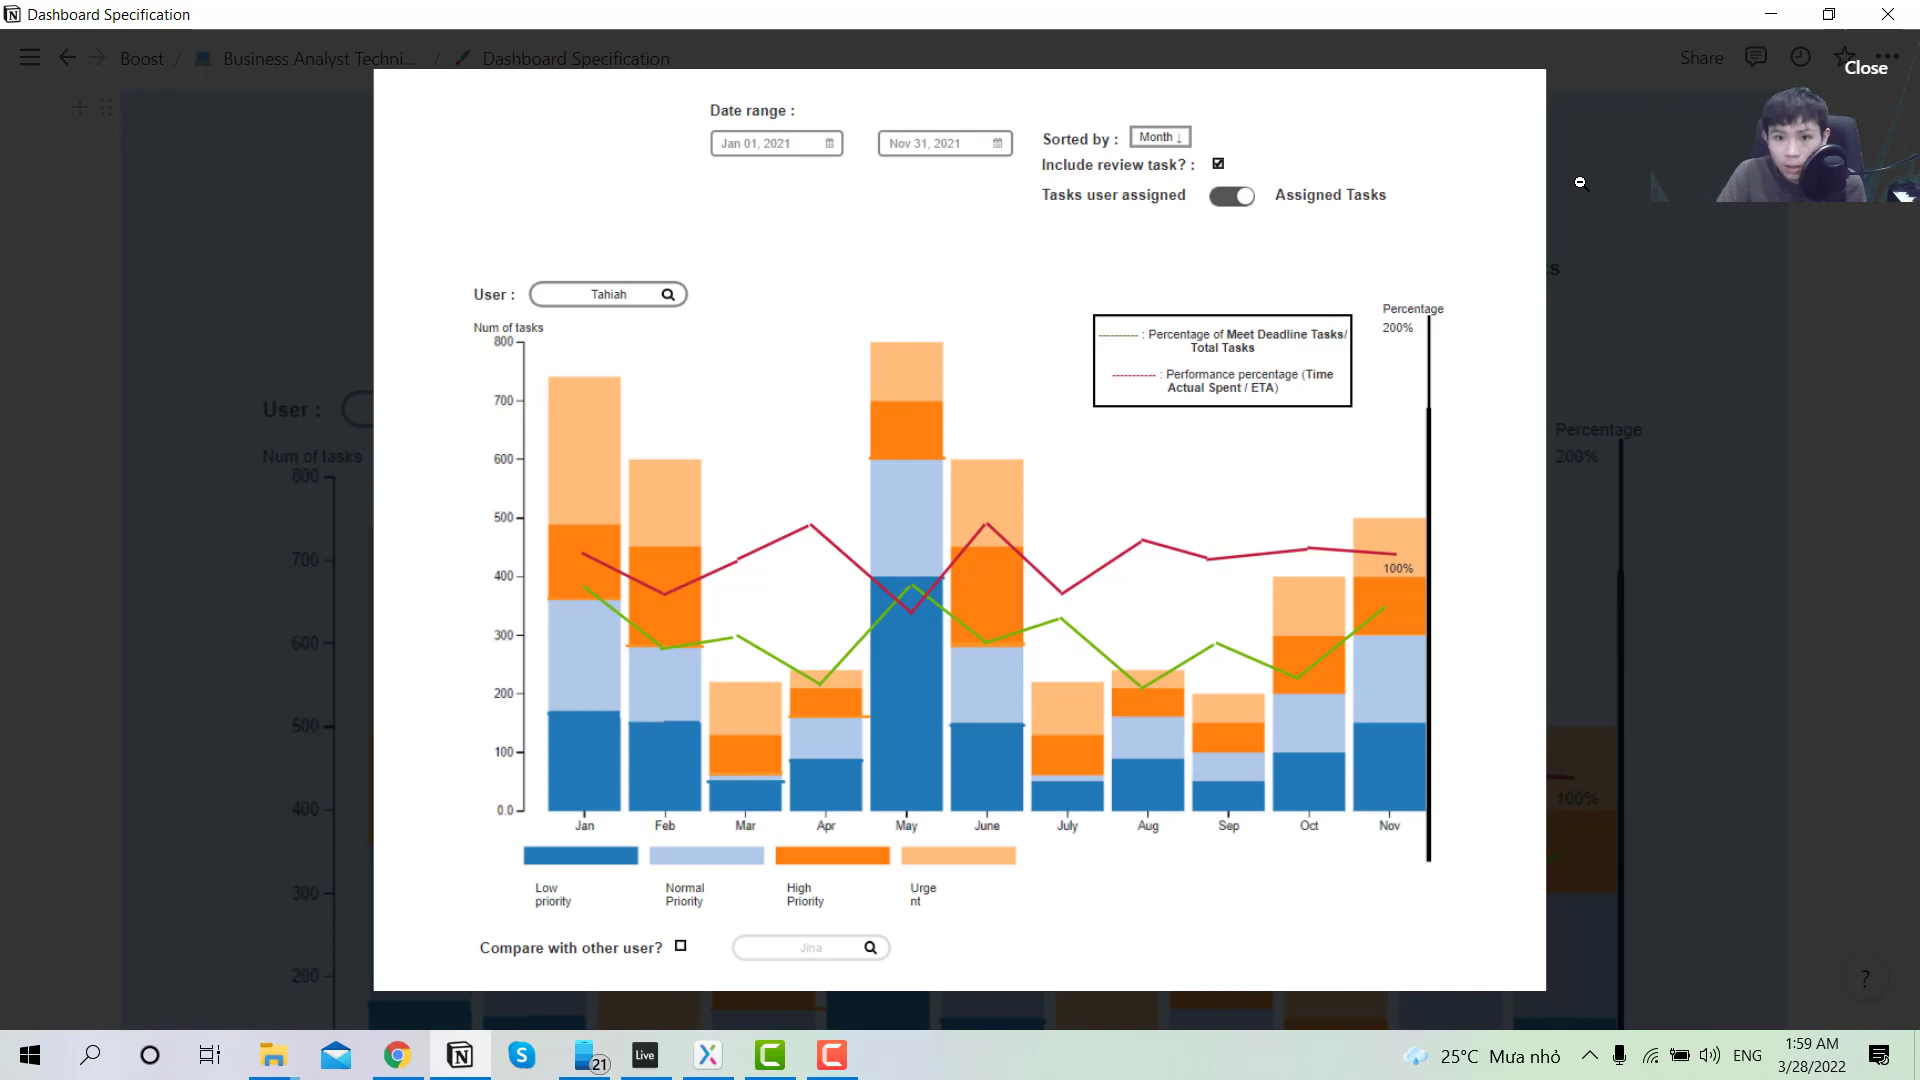 Dashboard Specification
Boost / Business Analyst Techni... / Dashboard Specification
Share
Close
Date range :
Jan 01, 2021
Nov 31, 2021
Sorted by : Month ↓
Include review task? :
Tasks user assigned
Assigned Tasks
User : Tahiah
Num of tasks
800
700
600
500
400
300
200
100
0.0
Percentage
200%
100%
---------- : Percentage of Meet Deadline Tasks/
Total Tasks
----------- : Performance percentage (Time
Actual Spent / ETA)
Jan Feb Mar Apr May June July Aug Sep Oct Nov
Low
priority
Normal
Priority
High
Priority
Urge
nt
Compare with other user?
Jina
User :
Num of tasks
800
700
600
500
400
300
200
Percentage
200%
100%
?
21
Live
25°C Mưa nhỏ
ENG
1:59 AM
3/28/2022